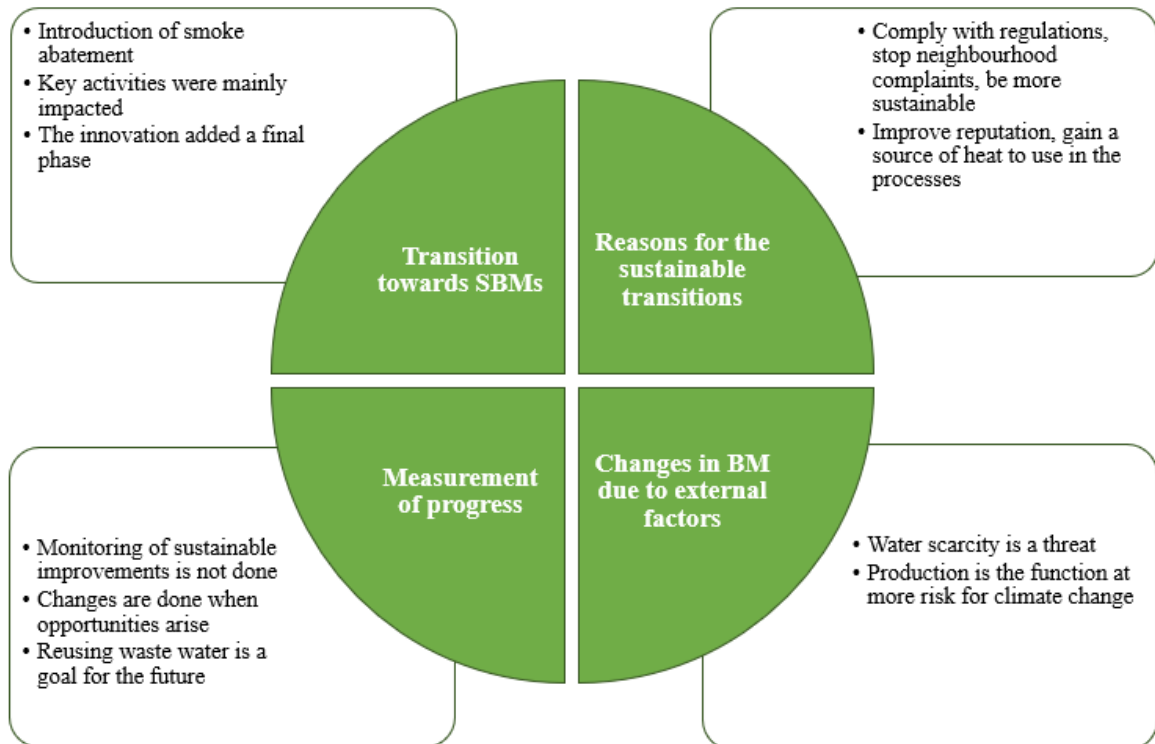 • Introduction of smoke
abatement
• Key activities were mainly
impacted
• The innovation added a final
phase
• Comply with regulations,
stop neighbourhood
complaints, be more
sustainable
• Improve reputation, gain a
source of heat to use in the
processes
Transition
towards SBMs
Reasons for the
sustainable
transitions
Measurement
of progress
Changes in BM
due to external
factors
• Monitoring of sustainable
improvements is not done
• Changes are done when
opportunities arise
• Reusing waste water is a
goal for the future
• Water scarcity is a threat
• Production is the function at
more risk for climate change